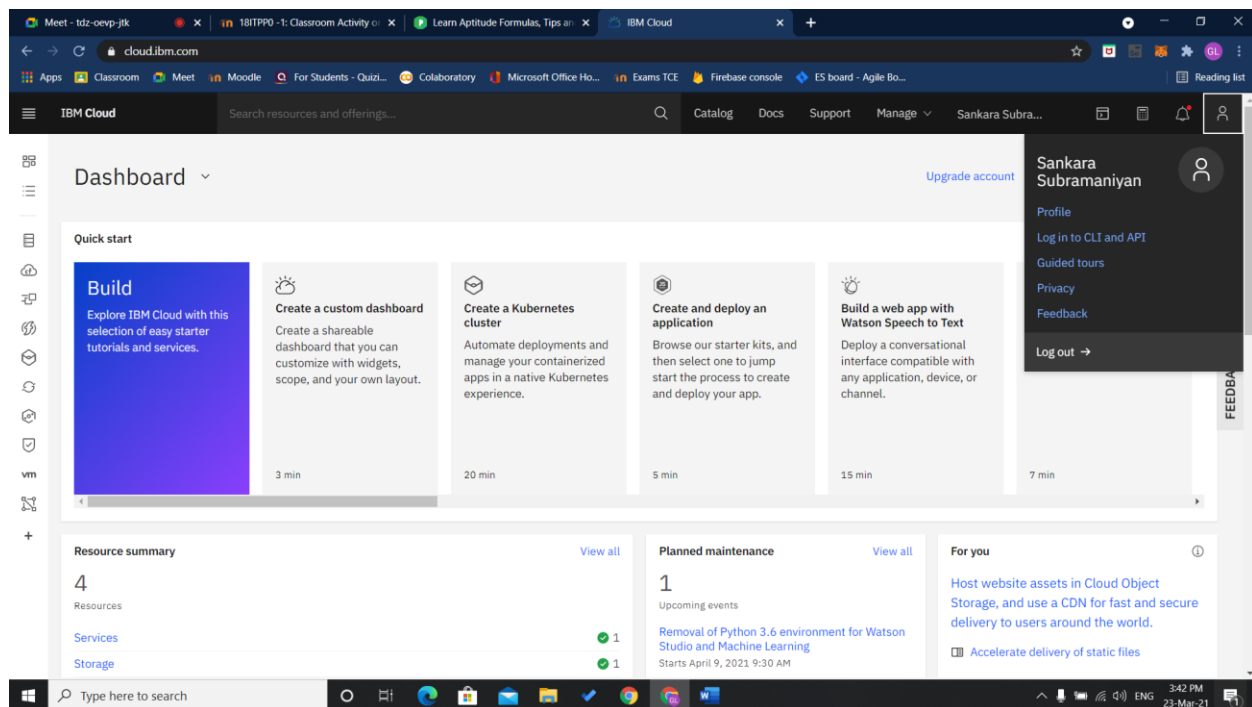 Meet - tdz-oevp-jtk
18ITPP0 -1: Classroom Activity or
Learn Aptitude Formulas, Tips an
IBM Cloud
cloud.ibm.com
GL
Apps
Classroom
Meet
Moodle
For Students - Quizi...
Colaboratory
Microsoft Office Ho...
Exams TCE
Firebase console
ES board - Agile Bo...
Reading list
IBM Cloud
Search resources and offerings...
Catalog
Docs
Support
Manage
Sankara Subra...
Dashboard
Upgrade account
Sankara
Subramaniyan
Profile
Log in to CLI and API
Guided tours
Privacy
Feedback
Log out →
Quick start
Build
Explore IBM Cloud with this
selection of easy starter
tutorials and services.
Create a custom dashboard
Create a shareable
dashboard that you can
customize with widgets,
scope, and your own layout.
3 min
Create a Kubernetes
cluster
Automate deployments and
manage your containerized
apps in a native Kubernetes
experience.
20 min
Create and deploy an
application
Browse our starter kits, and
then select one to jump
start the process to create
and deploy your app.
5 min
Build a web app with
Watson Speech to Text
Deploy a conversational
interface compatible with
any application, device, or
channel.
15 min
7 min
vm
Resource summary
View all
4
Resources
Services
1
Storage
1
Planned maintenance
View all
1
Upcoming events
Removal of Python 3.6 environment for Watson
Studio and Machine Learning
Starts April 9, 2021 9:30 AM
For you
Host website assets in Cloud Object
Storage, and use a CDN for fast and secure
delivery to users around the world.
Accelerate delivery of static files
Type here to search
ENG
3:42 PM
23-Mar-21